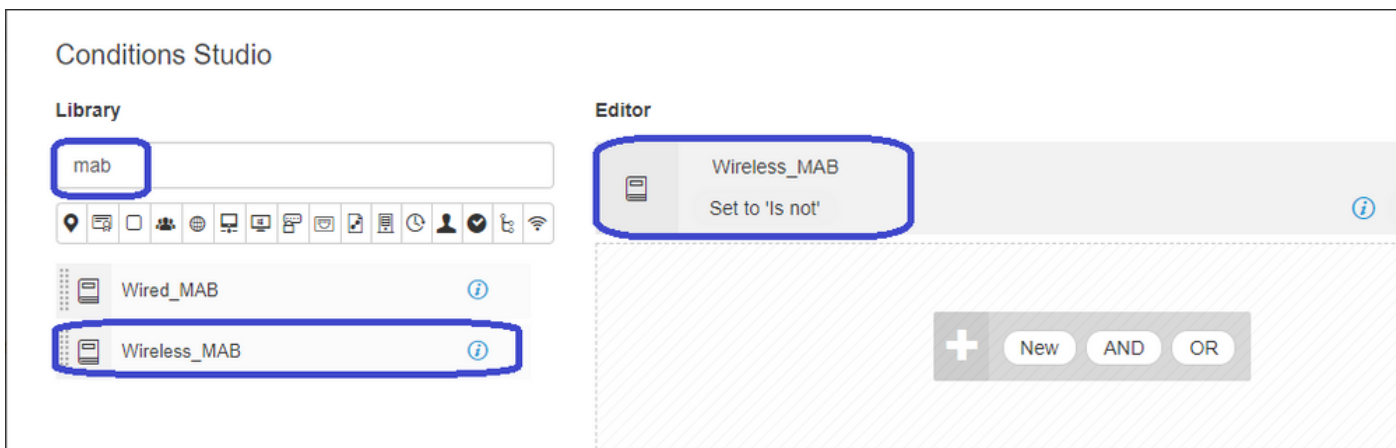 Conditions Studio
Library
mab
Wired_MAB
Wireless_MAB
Editor
Wireless_MAB
Set to 'Is not'
New AND OR